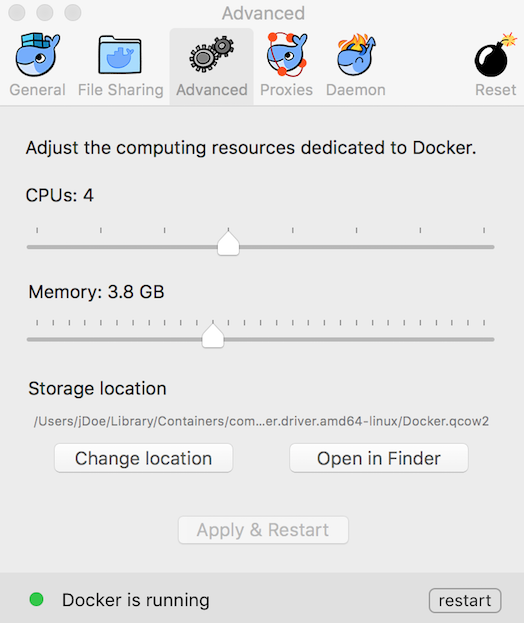 Advanced
General File Sharing Advanced Proxies Daemon Reset
Adjust the computing resources dedicated to Docker.
CPUs: 4
Memory: 3.8 GB
Storage location
/Users/jDoe/Library/Containers/com...er.driver.amd64-linux/Docker.qcow2
Change location Open in Finder
Apply & Restart
Docker is running restart